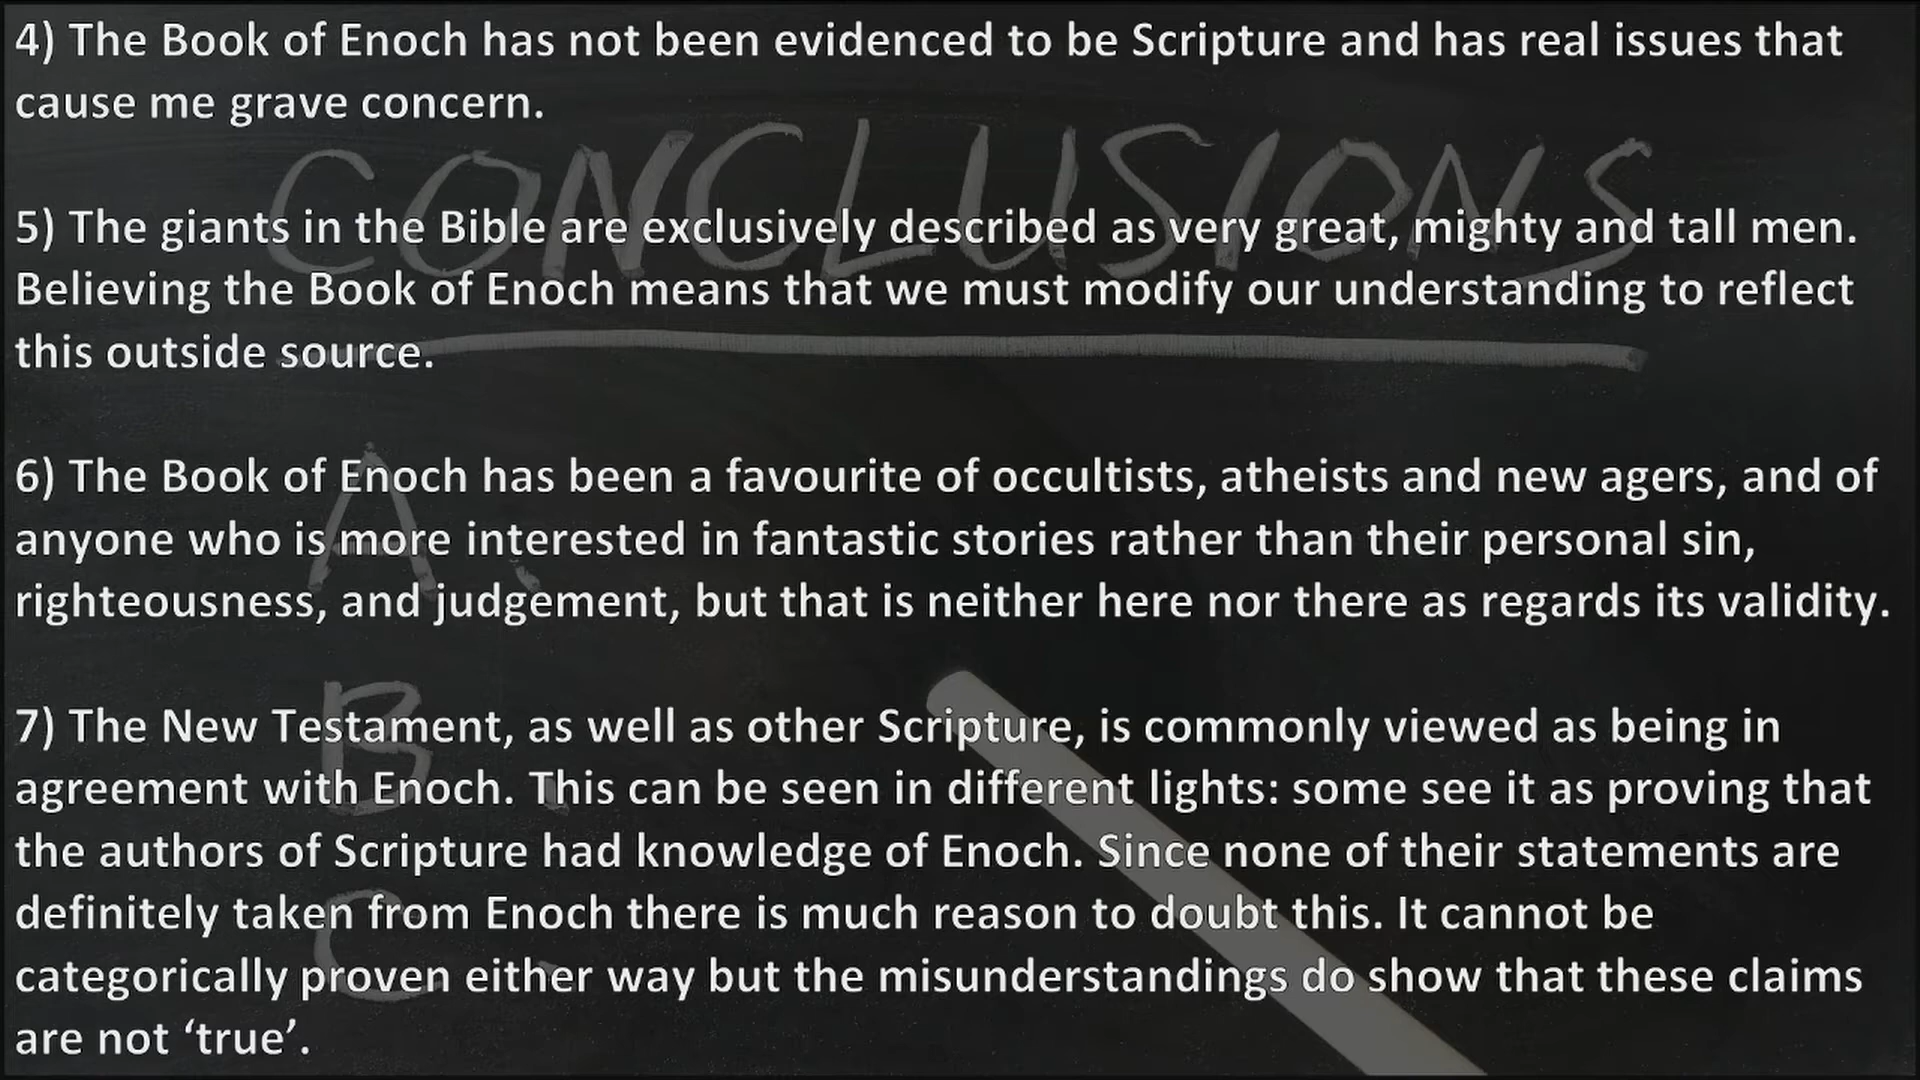 4) The Book of Enoch has not been evidenced to be Scripture and has real issues that
cause me grave concern.
CONCLUSIONS
5) The giants in the Bible are exclusively described as very great, mighty and tall men.
Believing the Book of Enoch means that we must modify our understanding to reflect
this outside source.
6) The Book of Enoch has been a favourite of occultists, atheists and new agers, and of
anyone who is more interested in fantastic stories rather than their personal sin,
righteousness, and judgement, but that is neither here nor there as regards its validity.
A.
7) The New Testament, as well as other Scripture, is commonly viewed as being in
agreement with Enoch. This can be seen in different lights: some see it as proving that
B.
the authors of Scripture had knowledge of Enoch. Since none of their statements are
definitely taken from Enoch there is much reason to doubt this. It cannot be
categorically proven either way but the misunderstandings do show that these claims
C.
are not ‘true’.